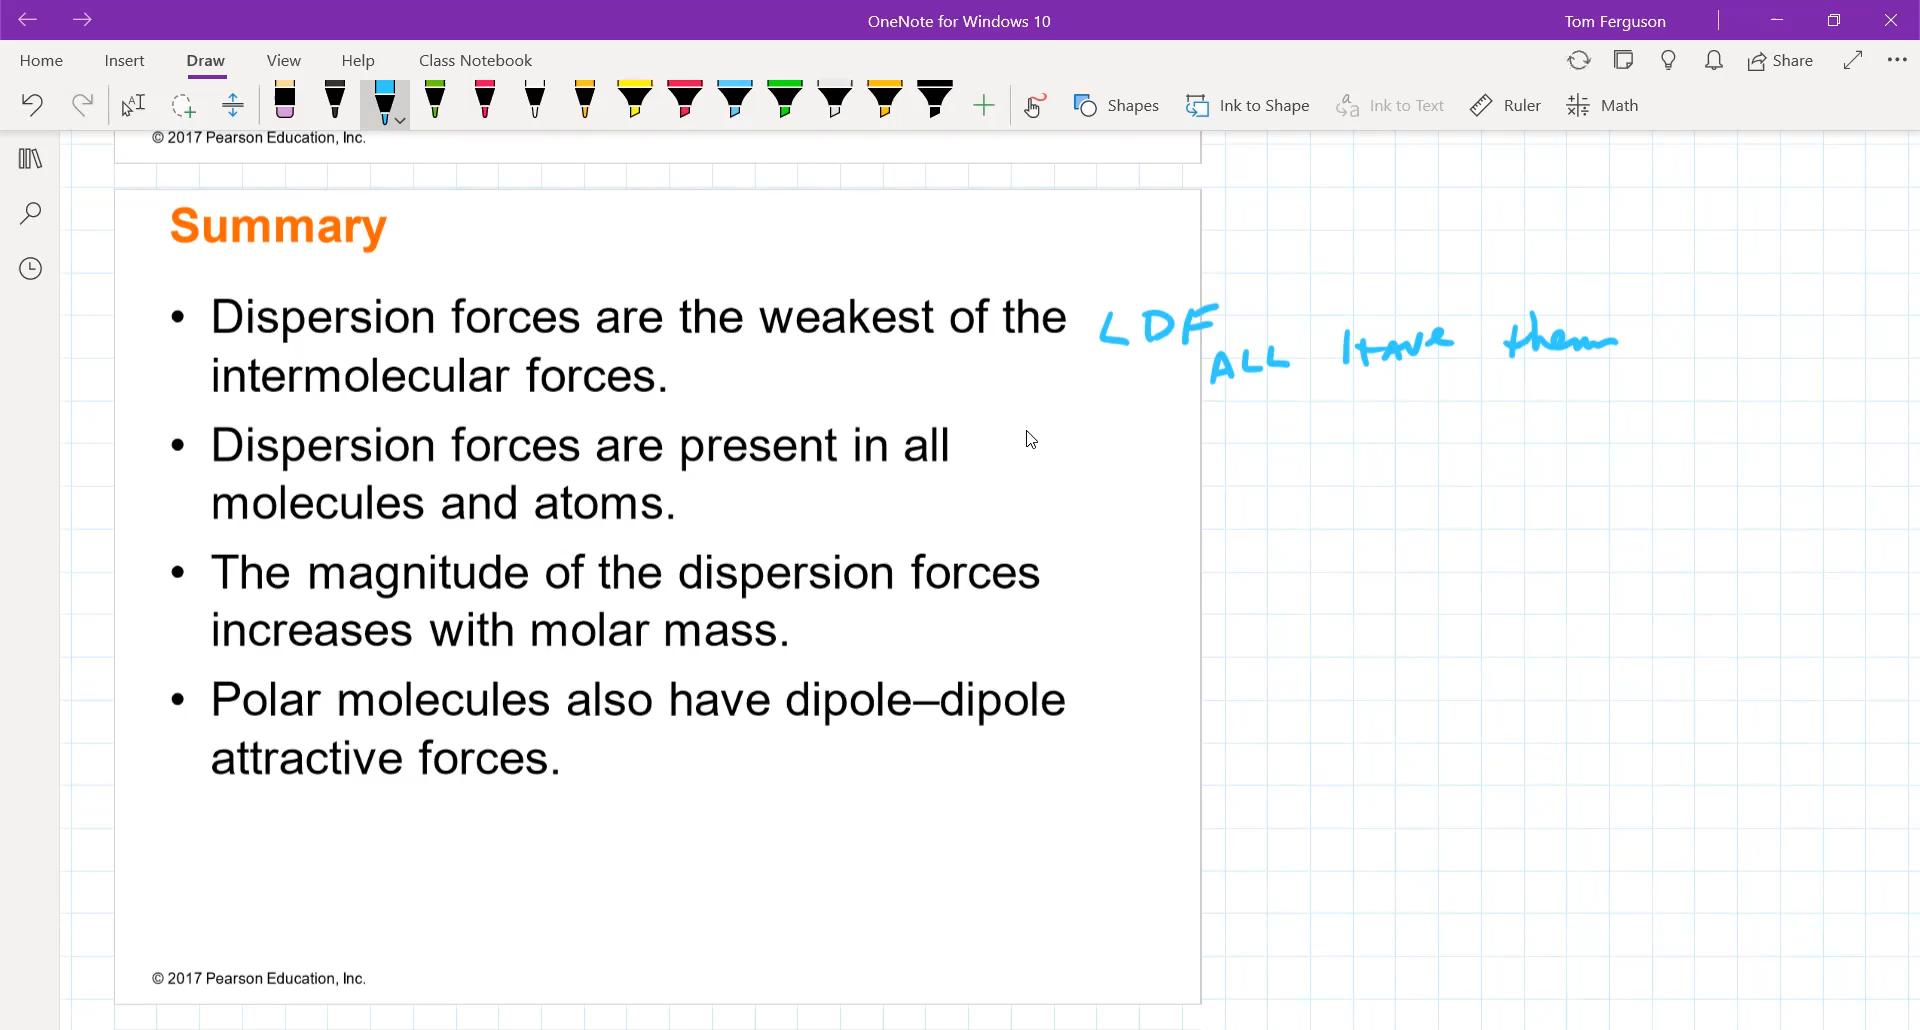 OneNote for Windows 10
Tom Ferguson
Home Insert Draw View Help Class Notebook
Share
Shapes Ink to Shape Ink to Text Ruler Math
© 2017 Pearson Education, Inc.
Summary
• Dispersion forces are the weakest of the
intermolecular forces.
LDF
ALL Have them
• Dispersion forces are present in all
molecules and atoms.
• The magnitude of the dispersion forces
increases with molar mass.
• Polar molecules also have dipole–dipole
attractive forces.
© 2017 Pearson Education, Inc.